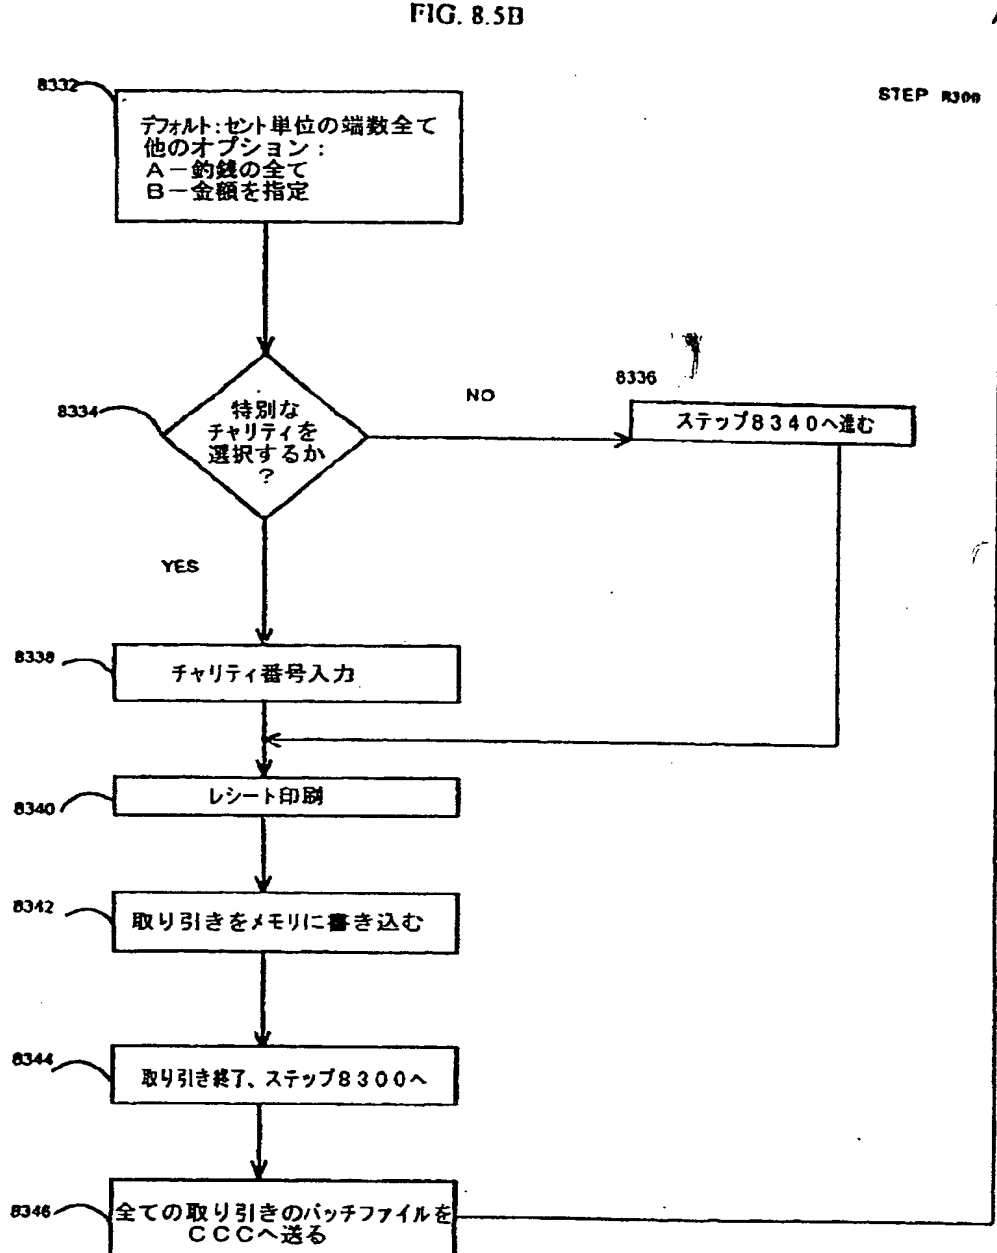 FIG. 8.5B
8332
STEP 8300
デフォルト:セント単位の端数全て
他のオプション:
A-釣銭の全て
B-金額を指定
8334
特別な
チャリティを
選択するか
?
NO
8336
ステップ8340へ進む
YES
8338
チャリティ番号入力
8340
レシート印刷
8342
取り引きをメモリに書き込む
8344
取り引き終了、ステップ8300へ
8346
全ての取り引きのバッチファイルを
CCCへ送る